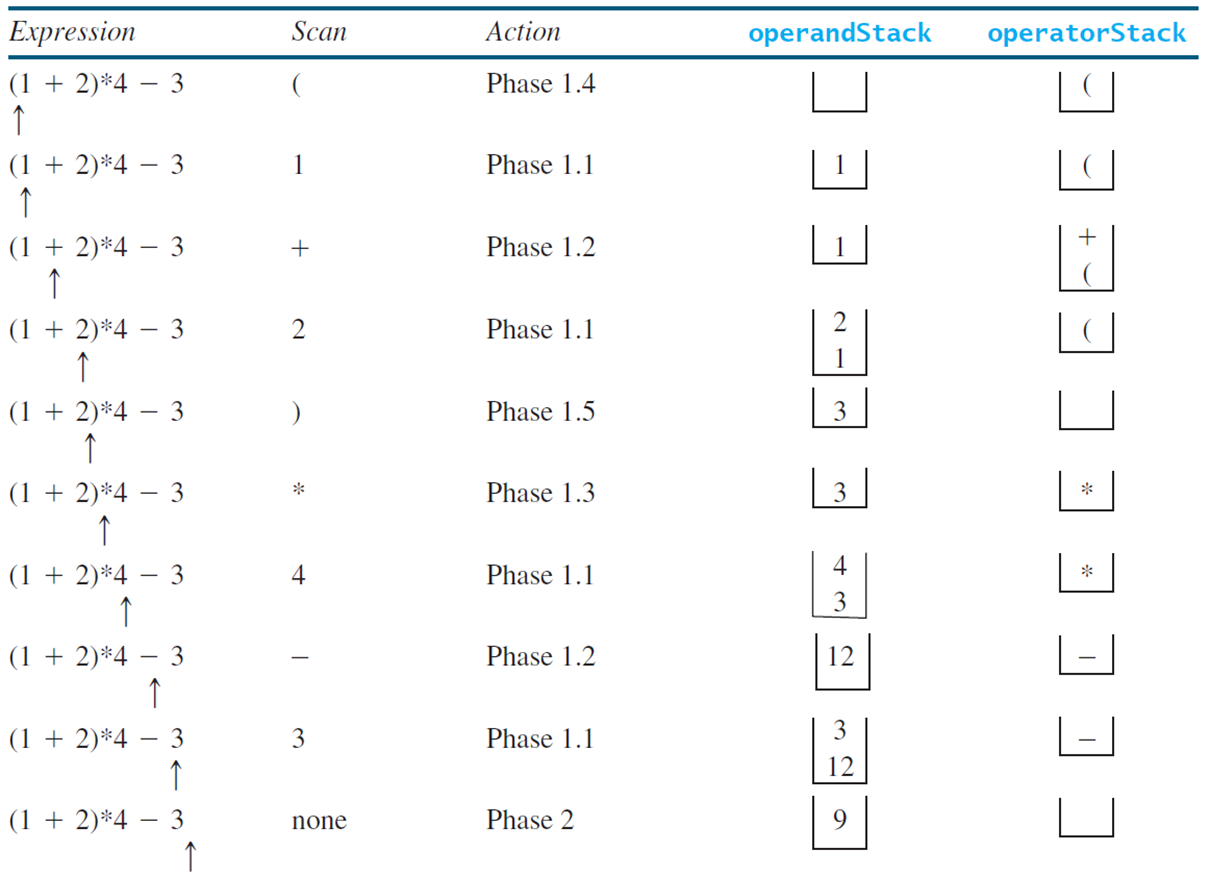 Expression Scan Action operandStack operatorStack
(1 + 2)*4 − 3 ( Phase 1.4 (
(1 + 2)*4 − 3 1 Phase 1.1 1 (
+
(1 + 2)*4 − 3 + Phase 1.2 1
(
2
(1 + 2)*4 − 3 2 Phase 1.1 (
1
(1 + 2)*4 − 3 ) Phase 1.5 3
(1 + 2)*4 − 3 * Phase 1.3 3 *
4
(1 + 2)*4 − 3 4 Phase 1.1 *
3
(1 + 2)*4 − 3 − Phase 1.2 12 −
3
(1 + 2)*4 − 3 3 Phase 1.1 −
12
(1 + 2)*4 − 3 none Phase 2 9